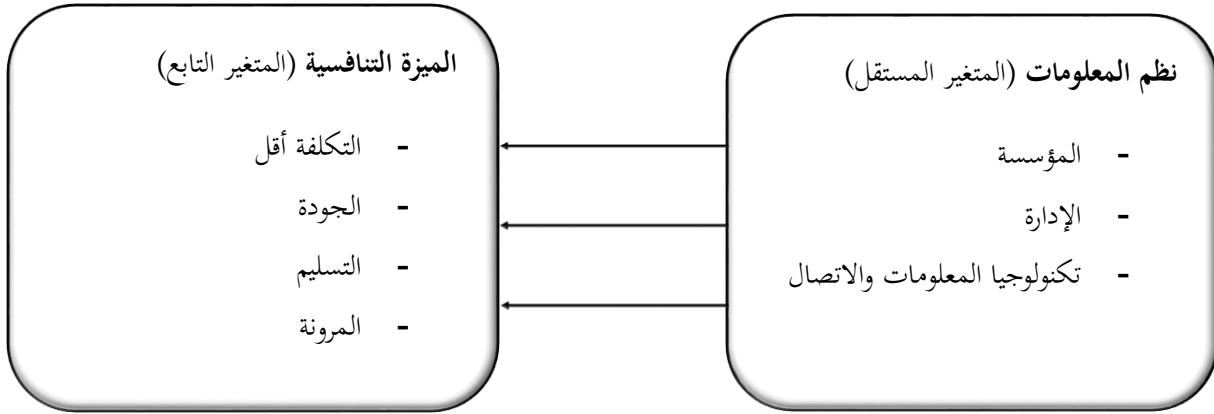 نظم المعلومات (المتغير المستقل)
- المؤسسة
- الإدارة
- تكنولوجيا المعلومات والاتصال
الميزة التنافسية (المتغير التابع)
- التكلفة أقل
- الجودة
- التسليم
- المرونة